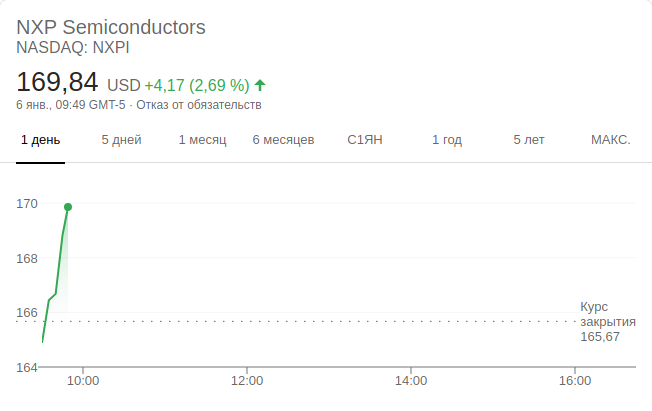 NXP Semiconductors
NASDAQ: NXPI
169,84 USD +4,17 (2,69 %)
6 янв., 09:49 GMT-5 · Отказ от обязательств
1 день 5 дней 1 месяц 6 месяцев С1ЯН 1 год 5 лет МАКС.
170
168
166
164
Курс
закрытия
165,67
10:00 12:00 14:00 16:00